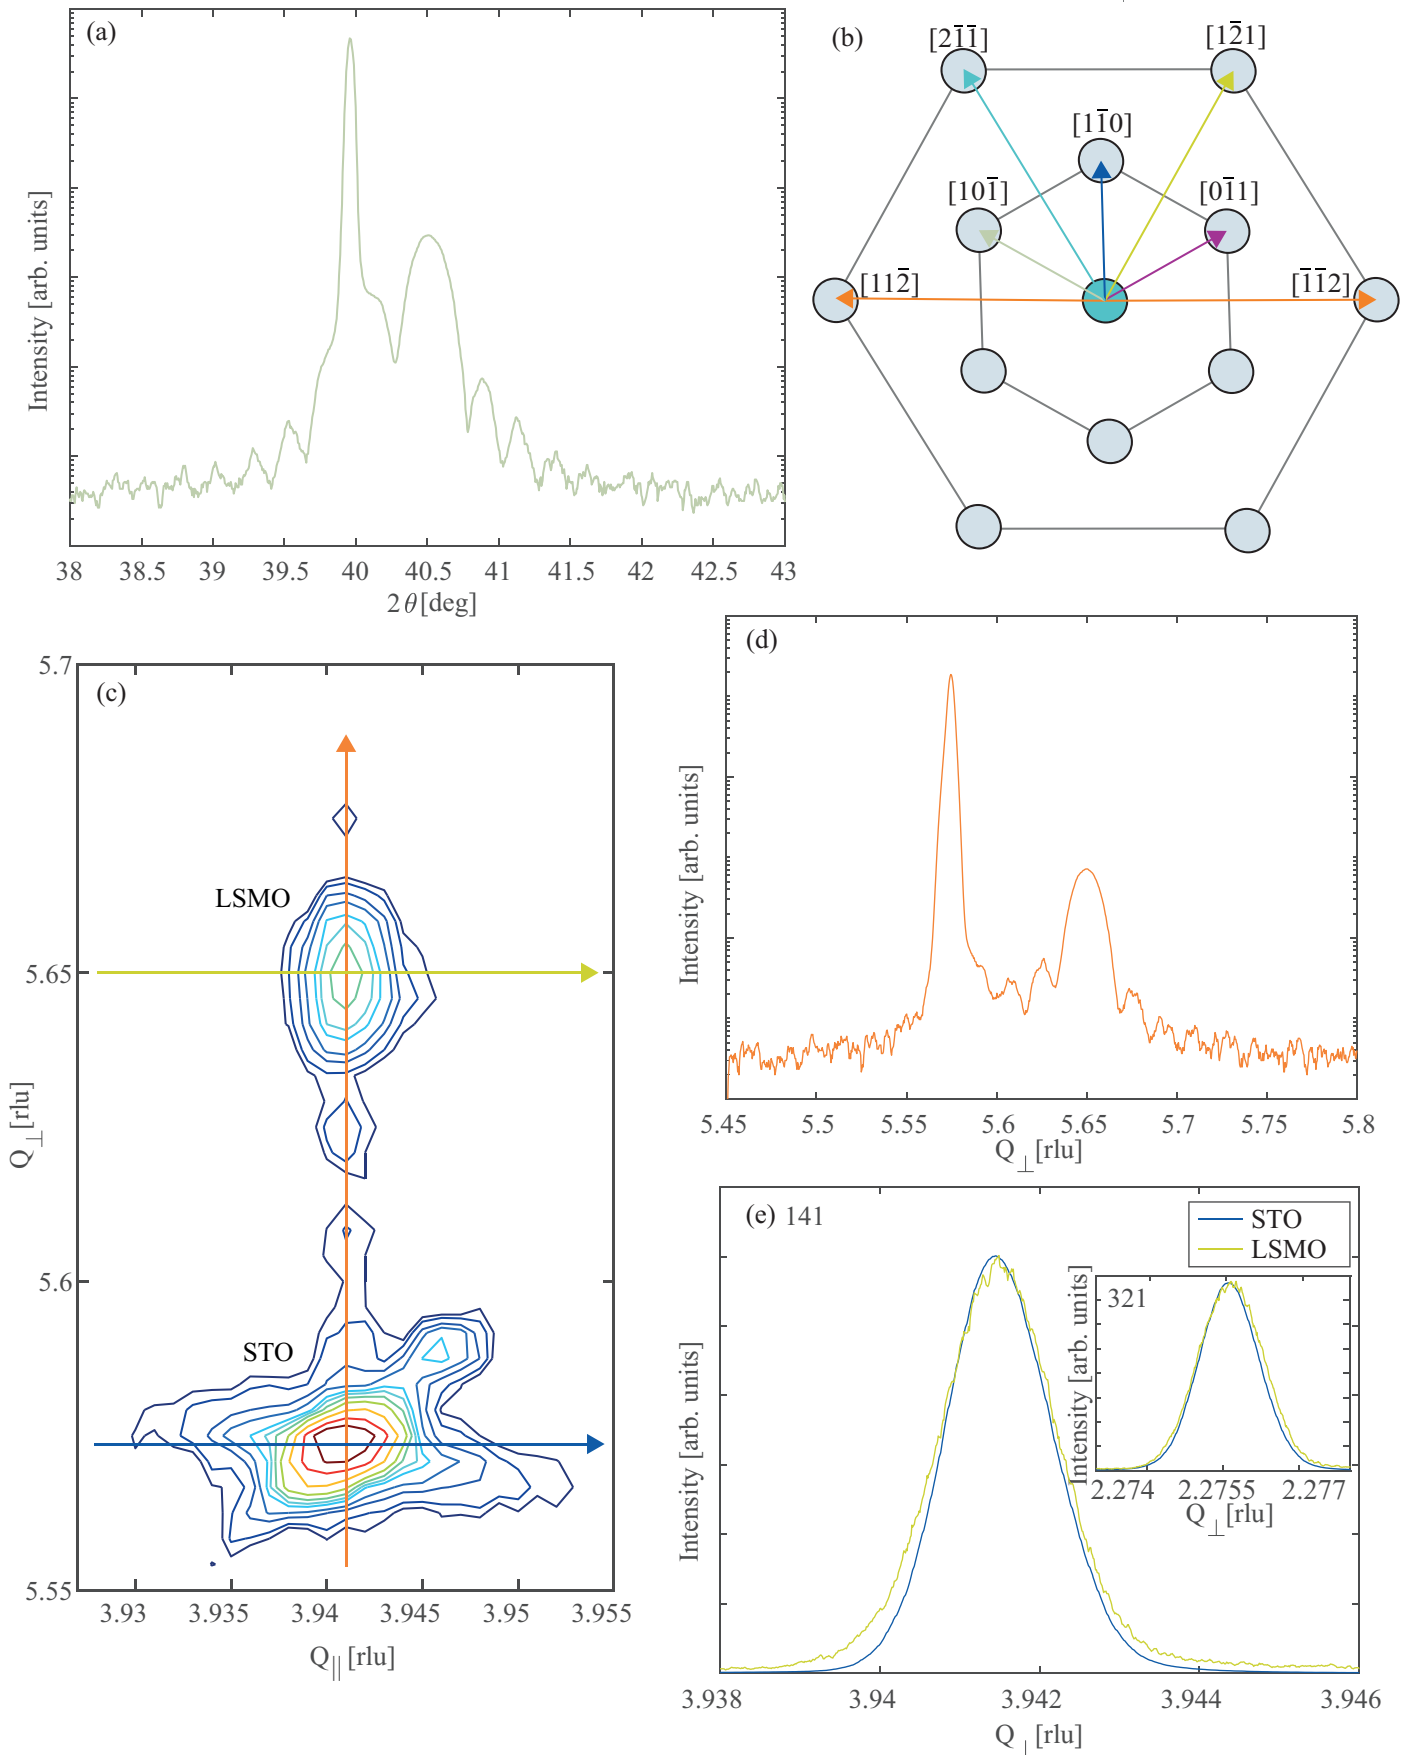 (a)
Intensity [arb. units]
38 38.5 39 39.5 40 40.5 41 41.5 42 42.5 43
2θ[deg]
(b)
[21̅1̅] [12̅1]
[11̅0]
[101̅] [01̅1]
[112̅] [1̅1̅2]
(c)
5.7
5.65
5.6
5.55
Q⊥[rlu]
LSMO
STO
3.93 3.935 3.94 3.945 3.95 3.955
Q|| [rlu]
(d)
Intensity [arb. units]
5.45 5.5 5.55 5.6 5.65 5.7 5.75 5.8
Q⊥[rlu]
(e) 141
STO
LSMO
Intensity [arb. units]
321
Intensity [arb. units]
2.274 2.2755 2.277
Q⊥[rlu]
3.938 3.94 3.942 3.944 3.946
Q⊥[rlu]